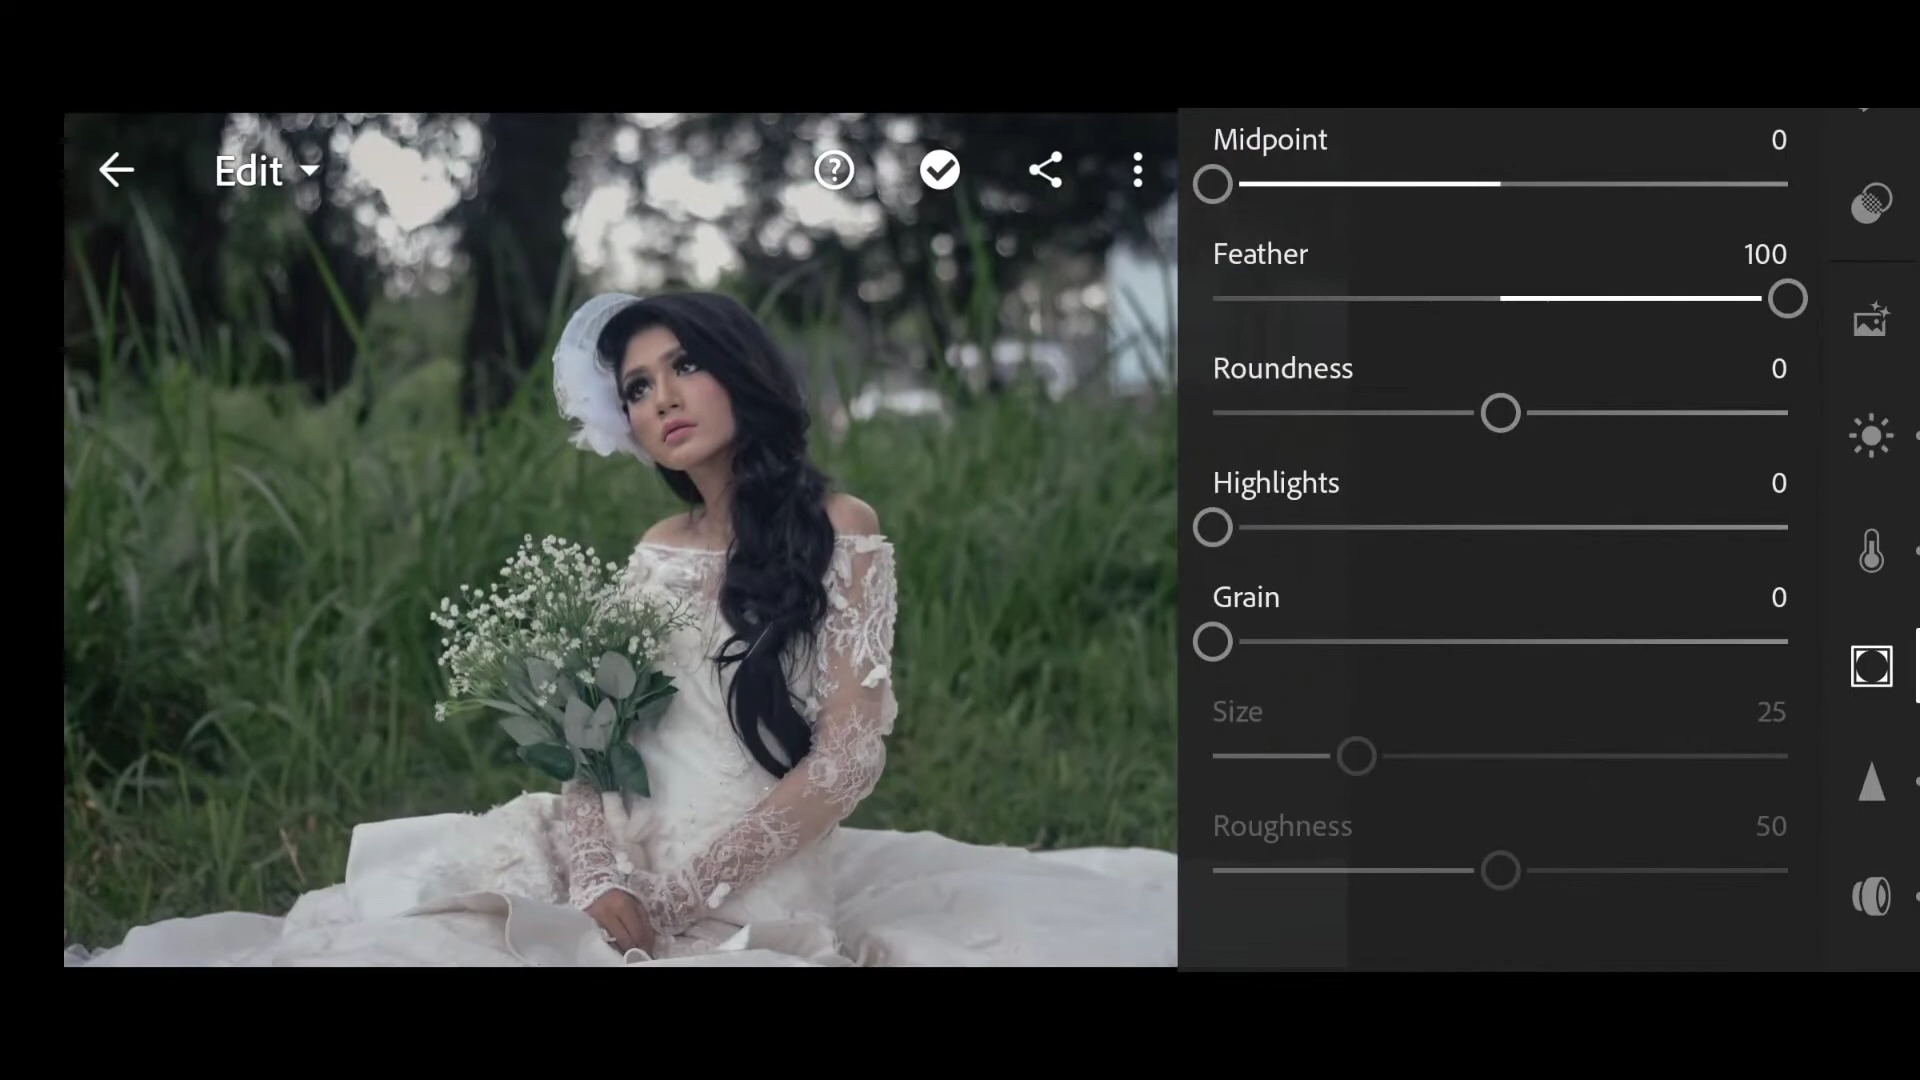 Edit
Midpoint 0
Feather 100
Roundness 0
Highlights 0
Grain 0
Size 25
Roughness 50